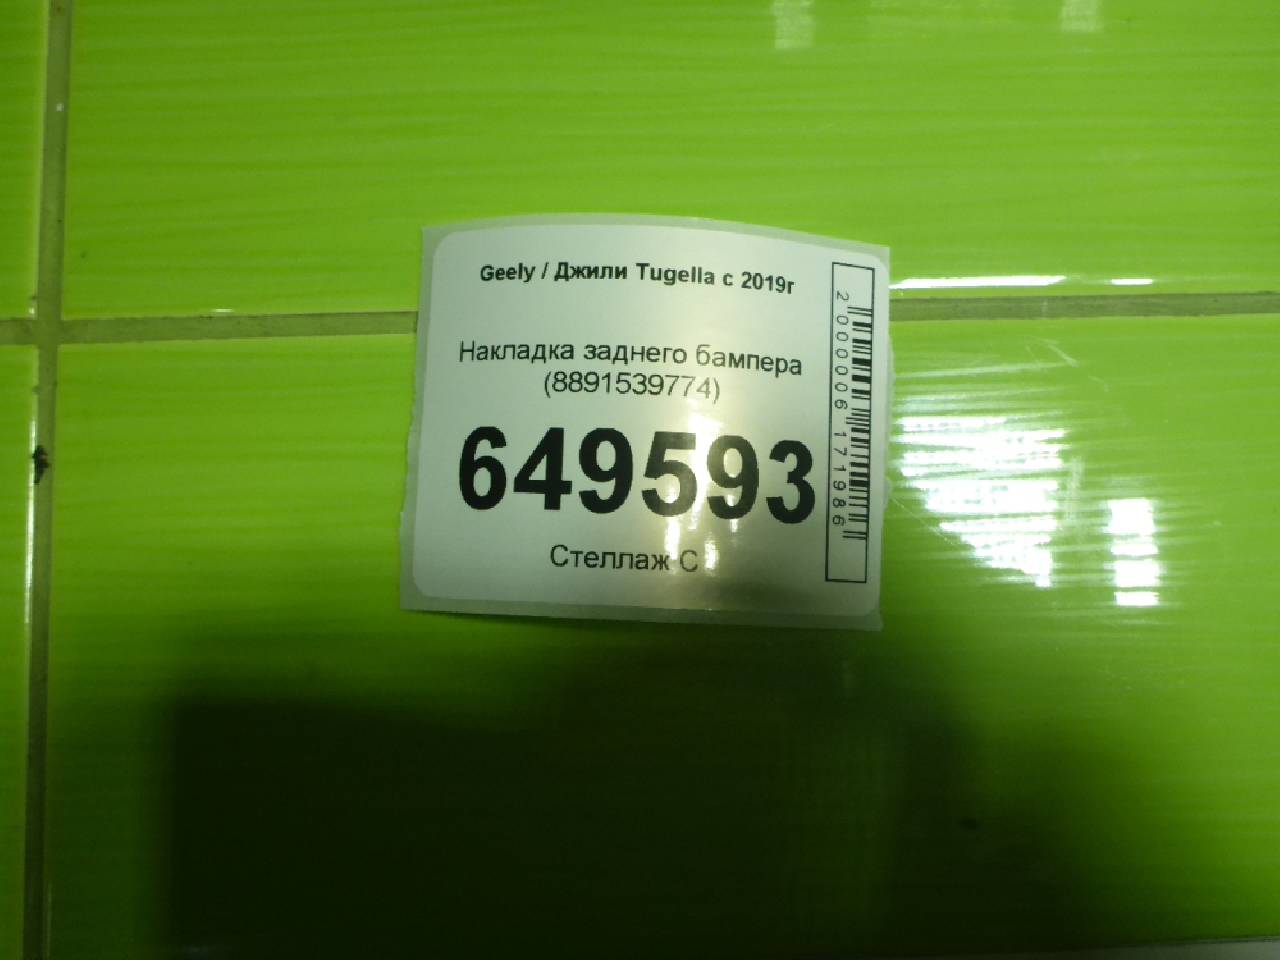 Geely / Джили Tugella с 2019г
Накладка заднего бампера
(8891539774)
649593
Стеллаж С
2000006171986